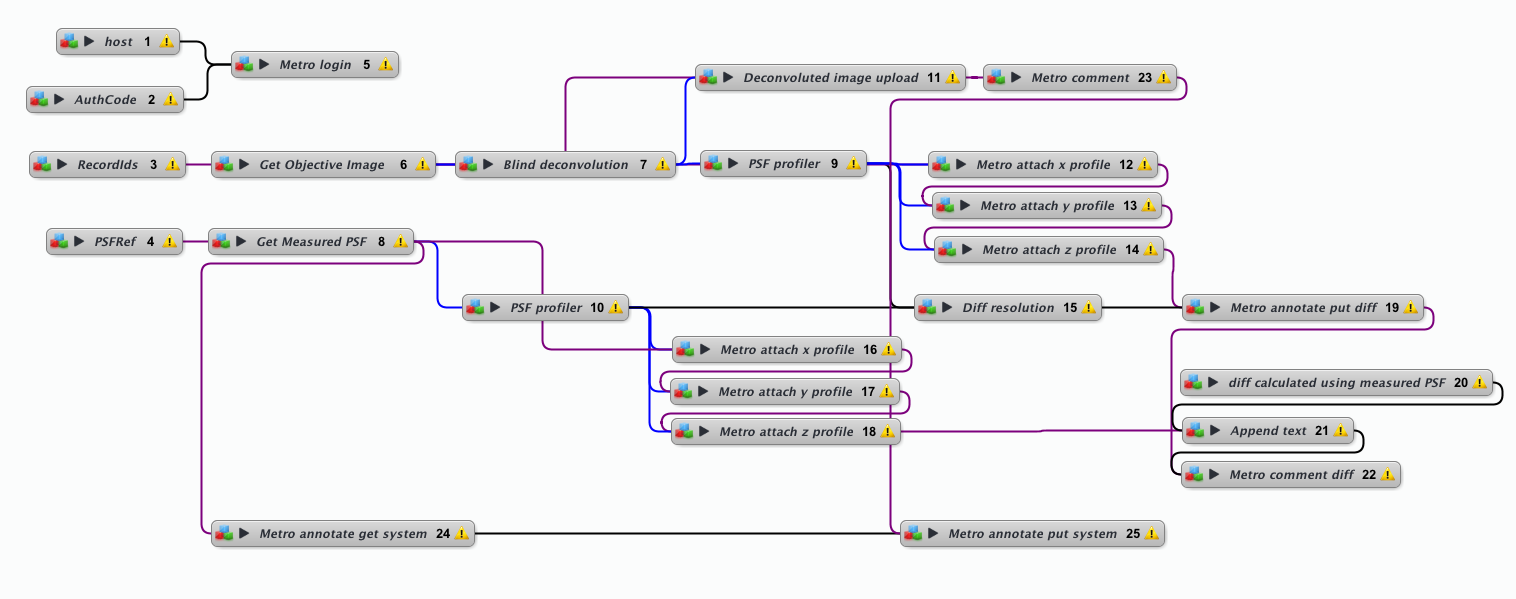 host 1
Metro login 5
AuthCode 2
Deconvoluted image upload 11
Metro comment 23
RecordIds 3
Get Objective Image 6
Blind deconvolution 7
PSF profiler 9
Metro attach x profile 12
Metro attach y profile 13
PSFRef 4
Get Measured PSF 8
Metro attach z profile 14
PSF profiler 10
Diff resolution 15
Metro annotate put diff 19
Metro attach x profile 16
Metro attach y profile 17
diff calculated using measured PSF 20
Metro attach z profile 18
Append text 21
Metro comment diff 22
Metro annotate get system 24
Metro annotate put system 25